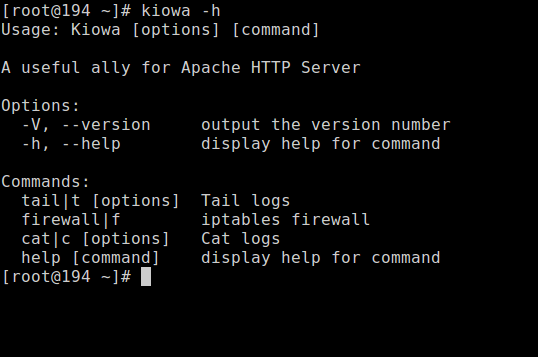 [root@194 ~]# kiowa -h
Usage: Kiowa [options] [command]
A useful ally for Apache HTTP Server
Options:
-V, --version     output the version number
-h, --help        display help for command
Commands:
tail|t [options]  Tail logs
firewall|f        iptables firewall
cat|c [options]   Cat logs
help [command]    display help for command
[root@194 ~]#